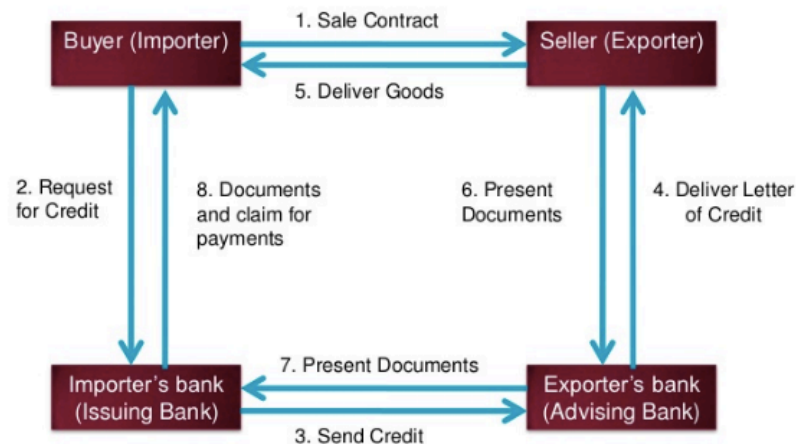 1. Sale Contract
Buyer (Importer)
Seller (Exporter)
5. Deliver Goods
2. Request
for Credit
8. Documents
and claim for
payments
6. Present
Documents
4. Deliver Letter
of Credit
7. Present Documents
Importer's bank
(Issuing Bank)
Exporter's bank
(Advising Bank)
3. Send Credit